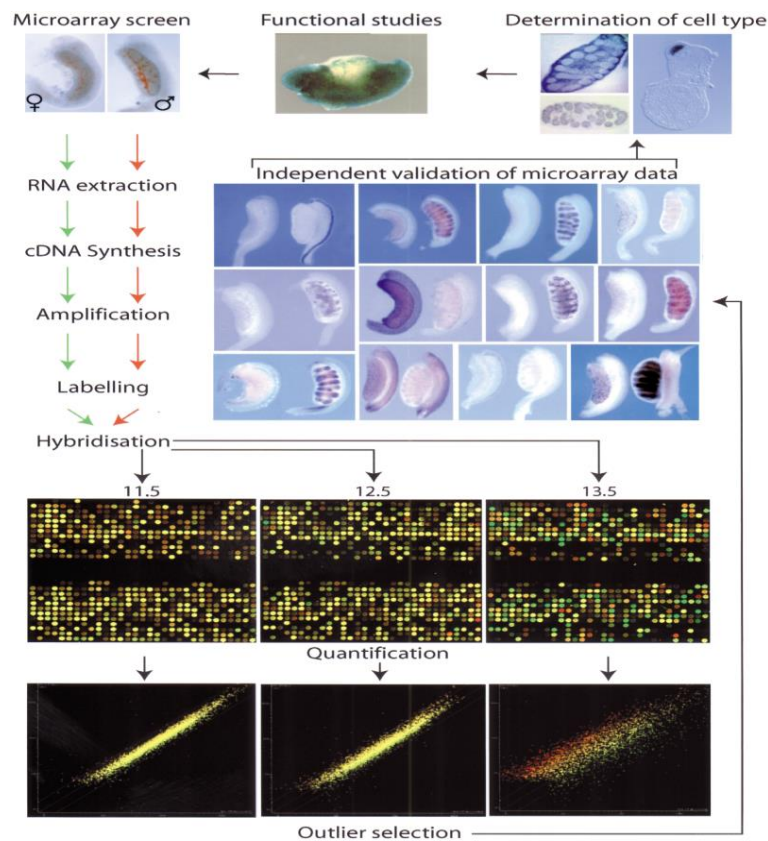 Microarray screen
Functional studies
Determination of cell type
♀
♂
Independent validation of microarray data
RNA extraction
cDNA Synthesis
Amplification
Labelling
Hybridisation
11.5
12.5
13.5
Quantification
Outlier selection